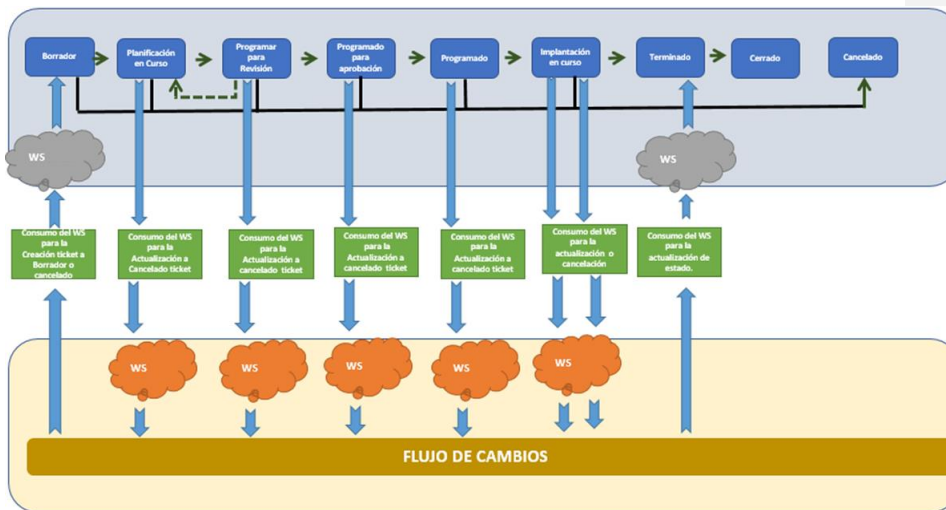 Borrador
Planificación
en Curso
Programar
para
Revisión
Programado
para
aprobación
Programado
Implantación
en curso
Terminado
Cerrado
Cancelado
WS
WS
Consumo del WS
para la
Creación ticket a
Borrador o
cancelado
Consumo del WS
para la
Actualización a
Cancelado ticket
Consumo del WS
para la
Actualización a
cancelado ticket
Consumo del WS
para la
Actualización a
cancelado ticket
Consumo del WS
para la
Actualización a
cancelado ticket
Consumo del WS
para la
actualización o
cancelación
Consumo del WS
para la
actualización de
estado.
WS
WS
WS
WS
WS
FLUJO DE CAMBIOS